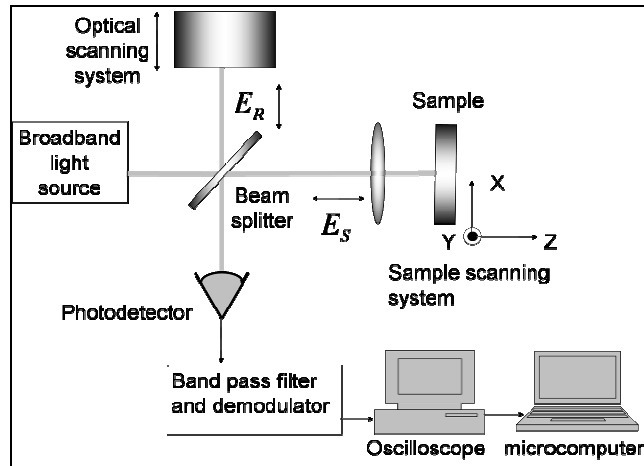 Optical
scanning
system
E_R
Sample
Broadband
light
source
Beam
splitter
E_S
X
Y
Z
Sample scanning
system
Photodetector
Band pass filter
and demodulator
Oscilloscope
microcomputer